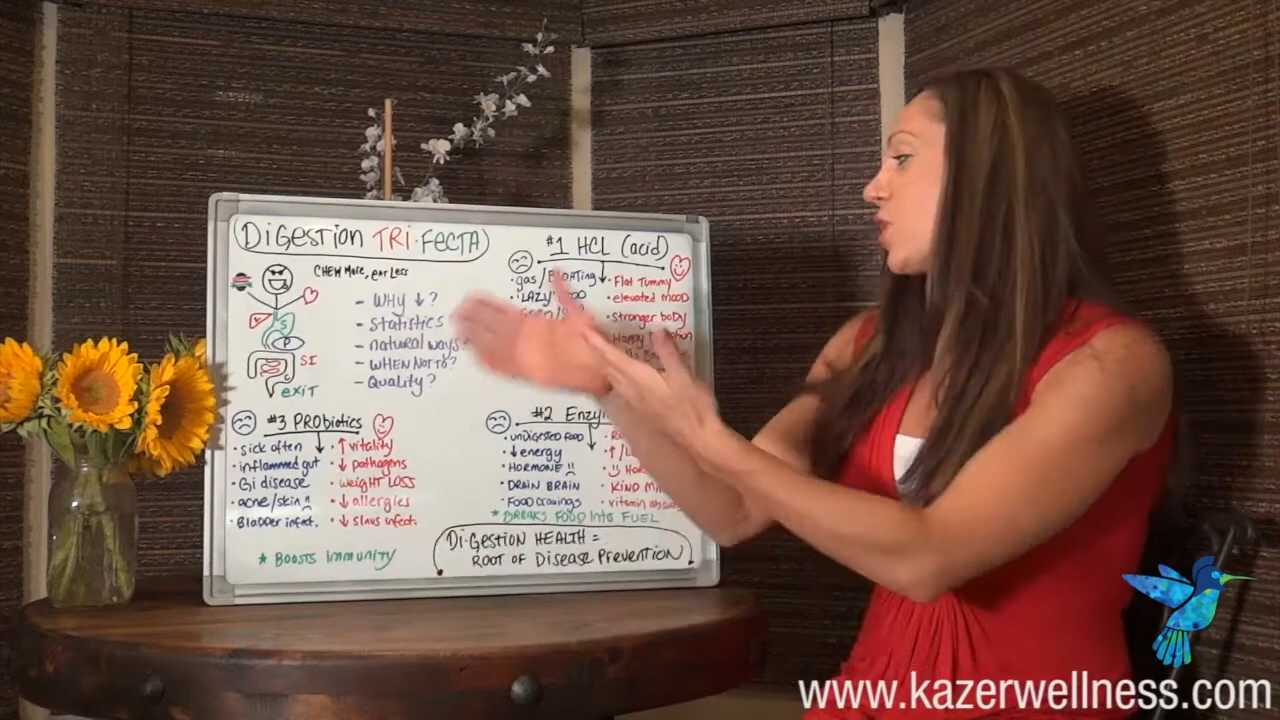 DiGESTION TRi-FECTA
CHEW More, eat Less
- WHY ↓?
- Statistics
- natural ways
- WHEN NOT TO?
- Quality?
S
P
SI
exit
#1 HCL (acid)
• gas/BLOATING
• LAZY
• Flat Tummy
• elevated mood
• Stronger body
#3 PRObiotics
• sick often
• inflammed gut
• Gi disease
• acne/skin
• Bladder infect.
• ↑ vitality
• ↓ pathogens
• weight LOSS
• ↓ allergies
• ↓ sinus infect.
* BOOSTS immunity
#2
• UNDIGESTED FOOD
• ↓ energy
• HORMONE
• DRAIN BRAIN
• FOOD cravings
• KIND
• vitamin
* BREAKS FOOD into FUEL
Di-GESTION HEALTH =
ROOT OF Disease PREVENTION
www.kazerwellness.com